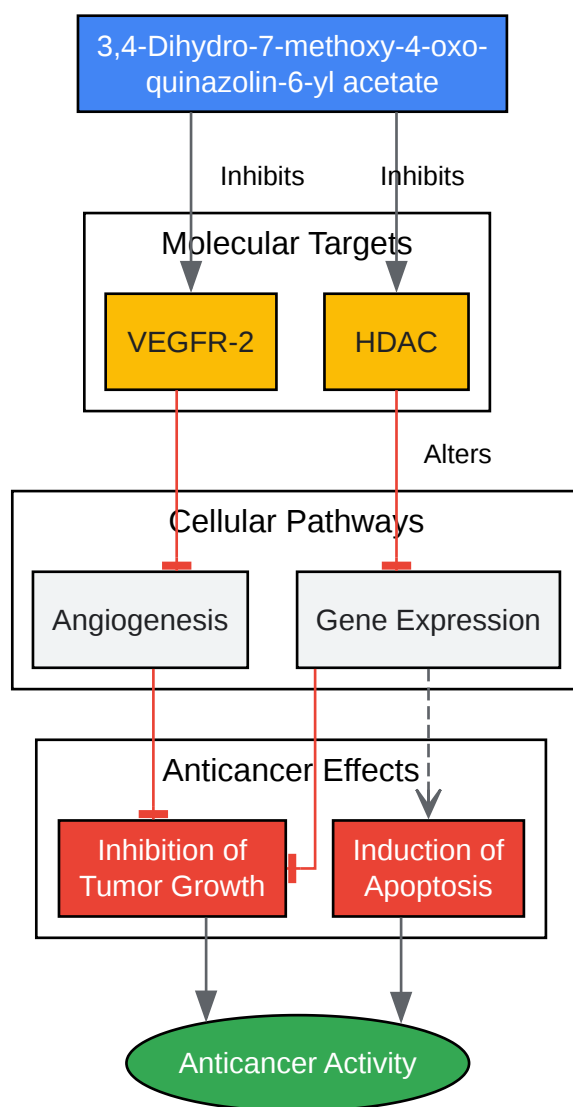 3,4-Dihydro-7-methoxy-4-oxo-
quinazolin-6-yl acetate
Inhibits
Inhibits
Molecular Targets
VEGFR-2
HDAC
Alters
Cellular Pathways
Angiogenesis
Gene Expression
Anticancer Effects
Inhibition of
Tumor Growth
Induction of
Apoptosis
Anticancer Activity